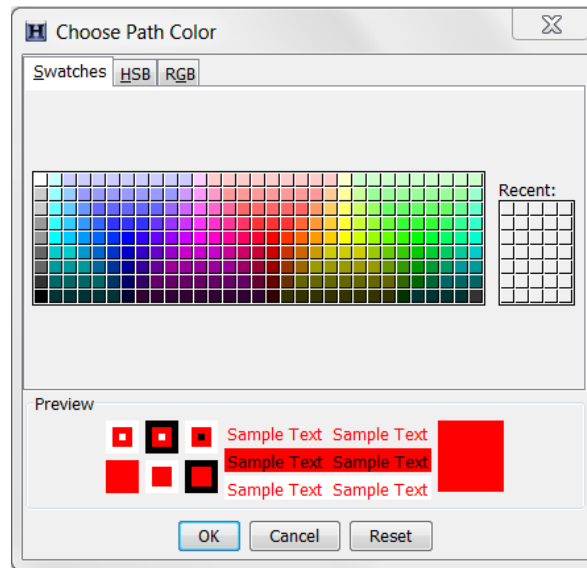 H Choose Path Color
Swatches HSB RGB
Recent:
Preview
Sample Text Sample Text
Sample Text Sample Text
Sample Text Sample Text
OK Cancel Reset